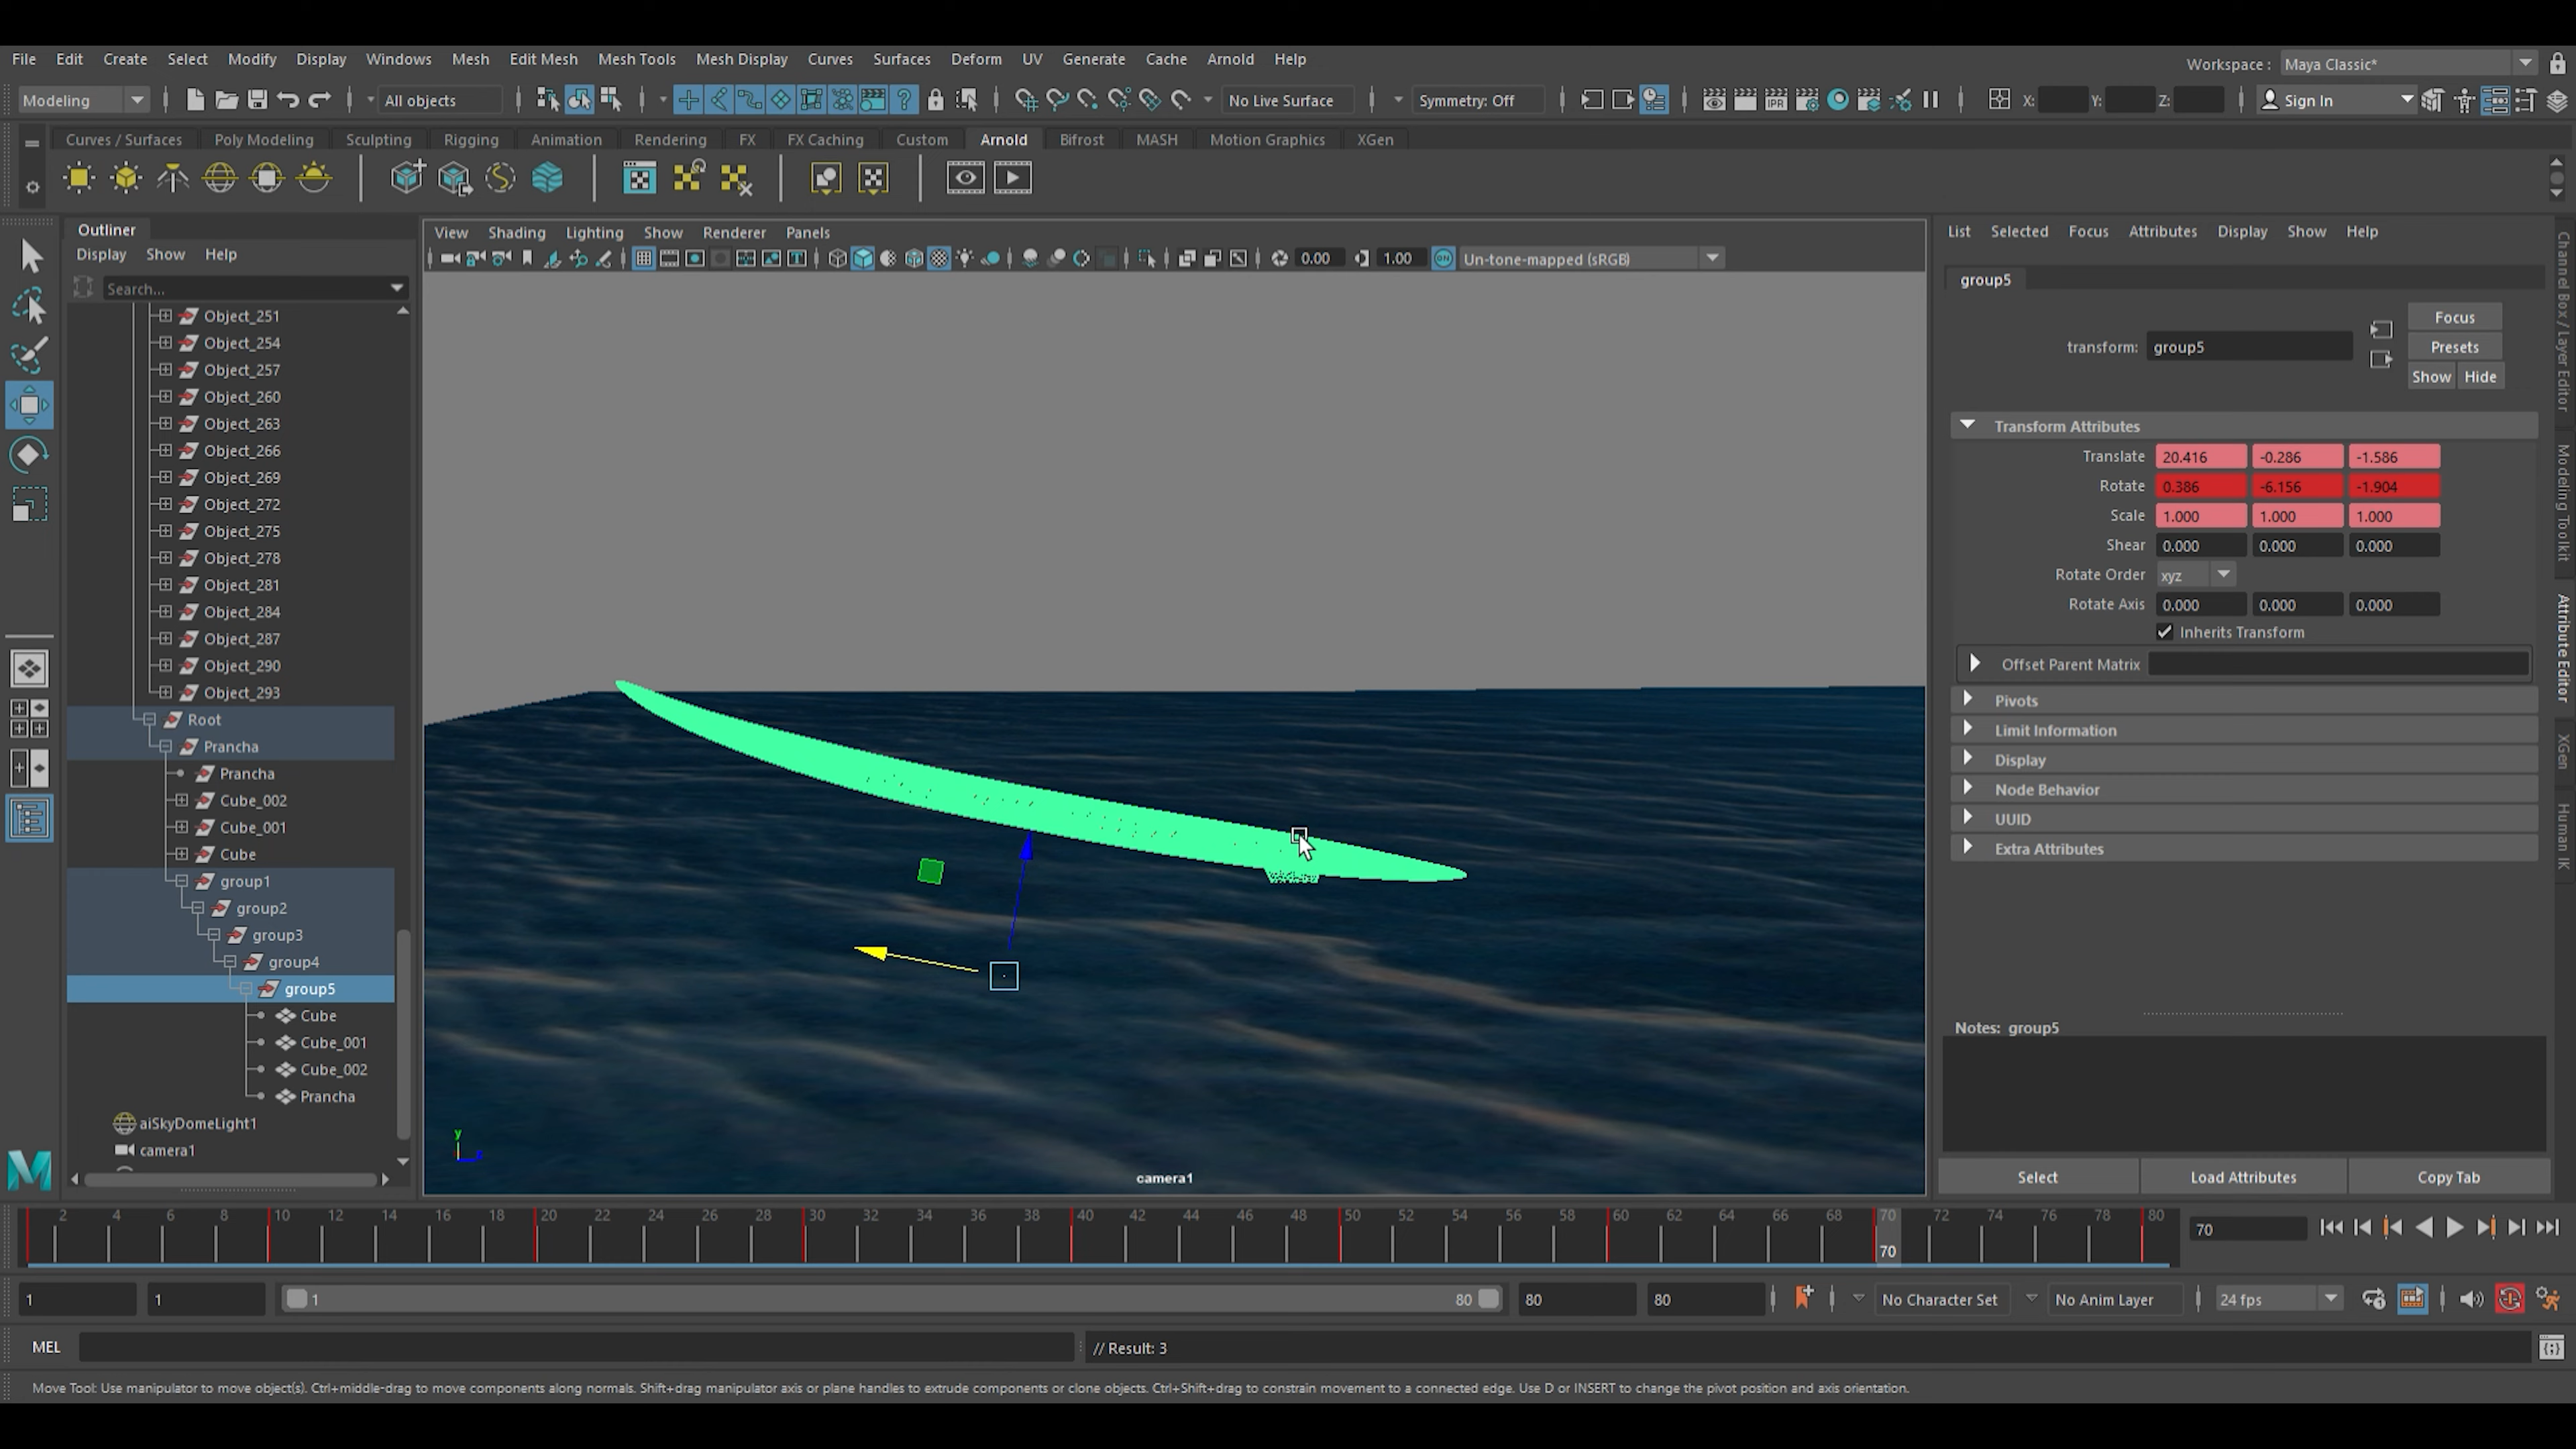 File Edit Create Select Modify Display Windows Mesh Edit Mesh Mesh Tools Mesh Display Curves Surfaces Deform UV Generate Cache Arnold Help
Workspace : Maya Classic*
Modeling All objects No Live Surface Symmetry: Off IPR X: Y: Z: Sign In
Curves / Surfaces Poly Modeling Sculpting Rigging Animation Rendering FX FX Caching Custom Arnold Bifrost MASH Motion Graphics XGen
Outliner
Display Show Help
Search...
Object_251
Object_254
Object_257
Object_260
Object_263
Object_266
Object_269
Object_272
Object_275
Object_278
Object_281
Object_284
Object_287
Object_290
Object_293
Root
Prancha
Prancha
Cube_002
Cube_001
Cube
group1
group2
group3
group4
group5
Cube
Cube_001
Cube_002
Prancha
aiSkyDomeLight1
camera1
View Shading Lighting Show Renderer Panels
0.00 1.00 ON Un-tone-mapped (sRGB)
y
camera1
List Selected Focus Attributes Display Show Help
group5
transform: group5
Focus
Presets
Show Hide
Transform Attributes
Translate 20.416 -0.286 -1.586
Rotate 0.386 -6.156 -1.904
Scale 1.000 1.000 1.000
Shear 0.000 0.000 0.000
Rotate Order xyz
Rotate Axis 0.000 0.000 0.000
Inherits Transform
Offset Parent Matrix
Pivots
Limit Information
Display
Node Behavior
UUID
Extra Attributes
Notes: group5
Select Load Attributes Copy Tab
Channel Box / Layer Editor
Modeling Toolkit
Attribute Editor
XGen
Human IK
2 4 6 8 10 12 14 16 18 20 22 24 26 28 30 32 34 36 38 40 42 44 46 48 50 52 54 56 58 60 62 64 66 68 70 72 74 76 78 80
70
70
1 1 1 80 80 80 No Character Set No Anim Layer 24 fps
MEL // Result: 3
Move Tool: Use manipulator to move object(s). Ctrl+middle-drag to move components along normals. Shift+drag manipulator axis or plane handles to extrude components or clone objects. Ctrl+Shift+drag to constrain movement to a connected edge. Use D or INSERT to change the pivot position and axis orientation.